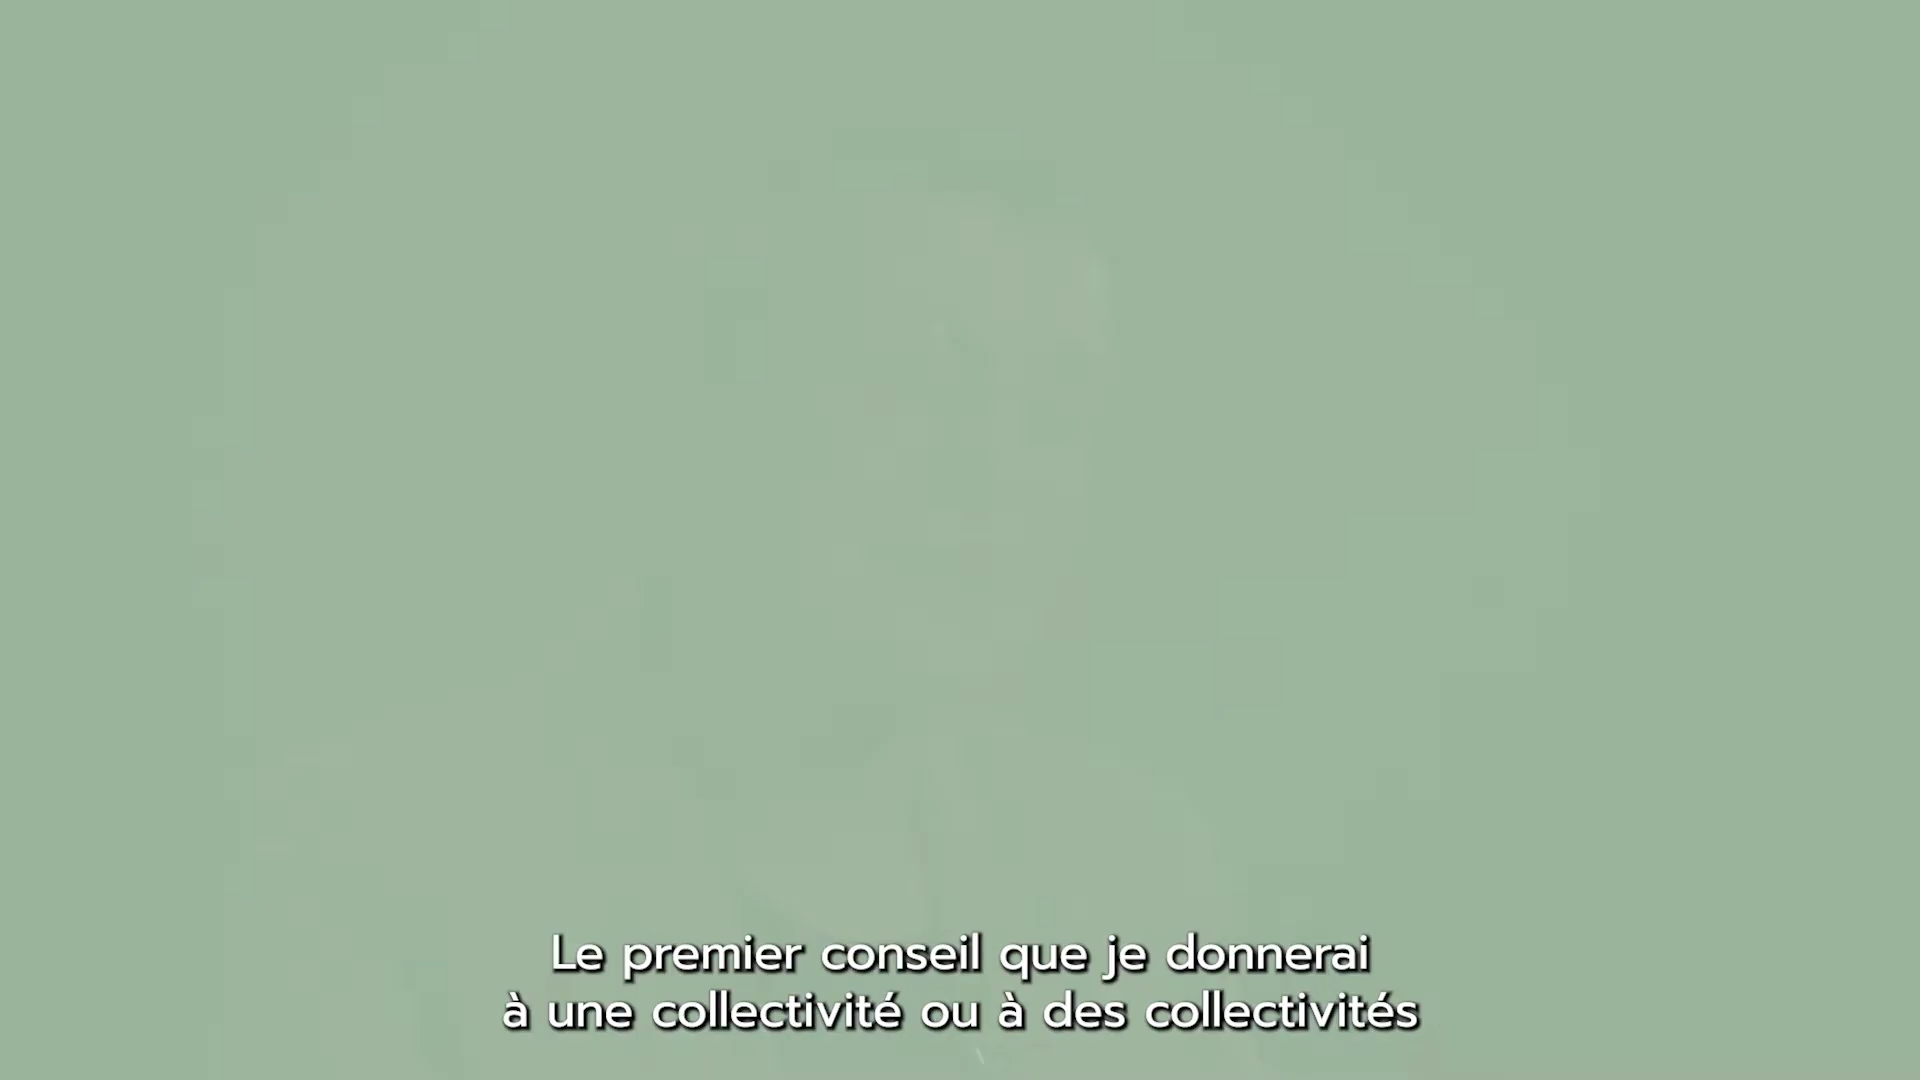 Le premier conseil que je donnerai
à une collectivité ou à des collectivités